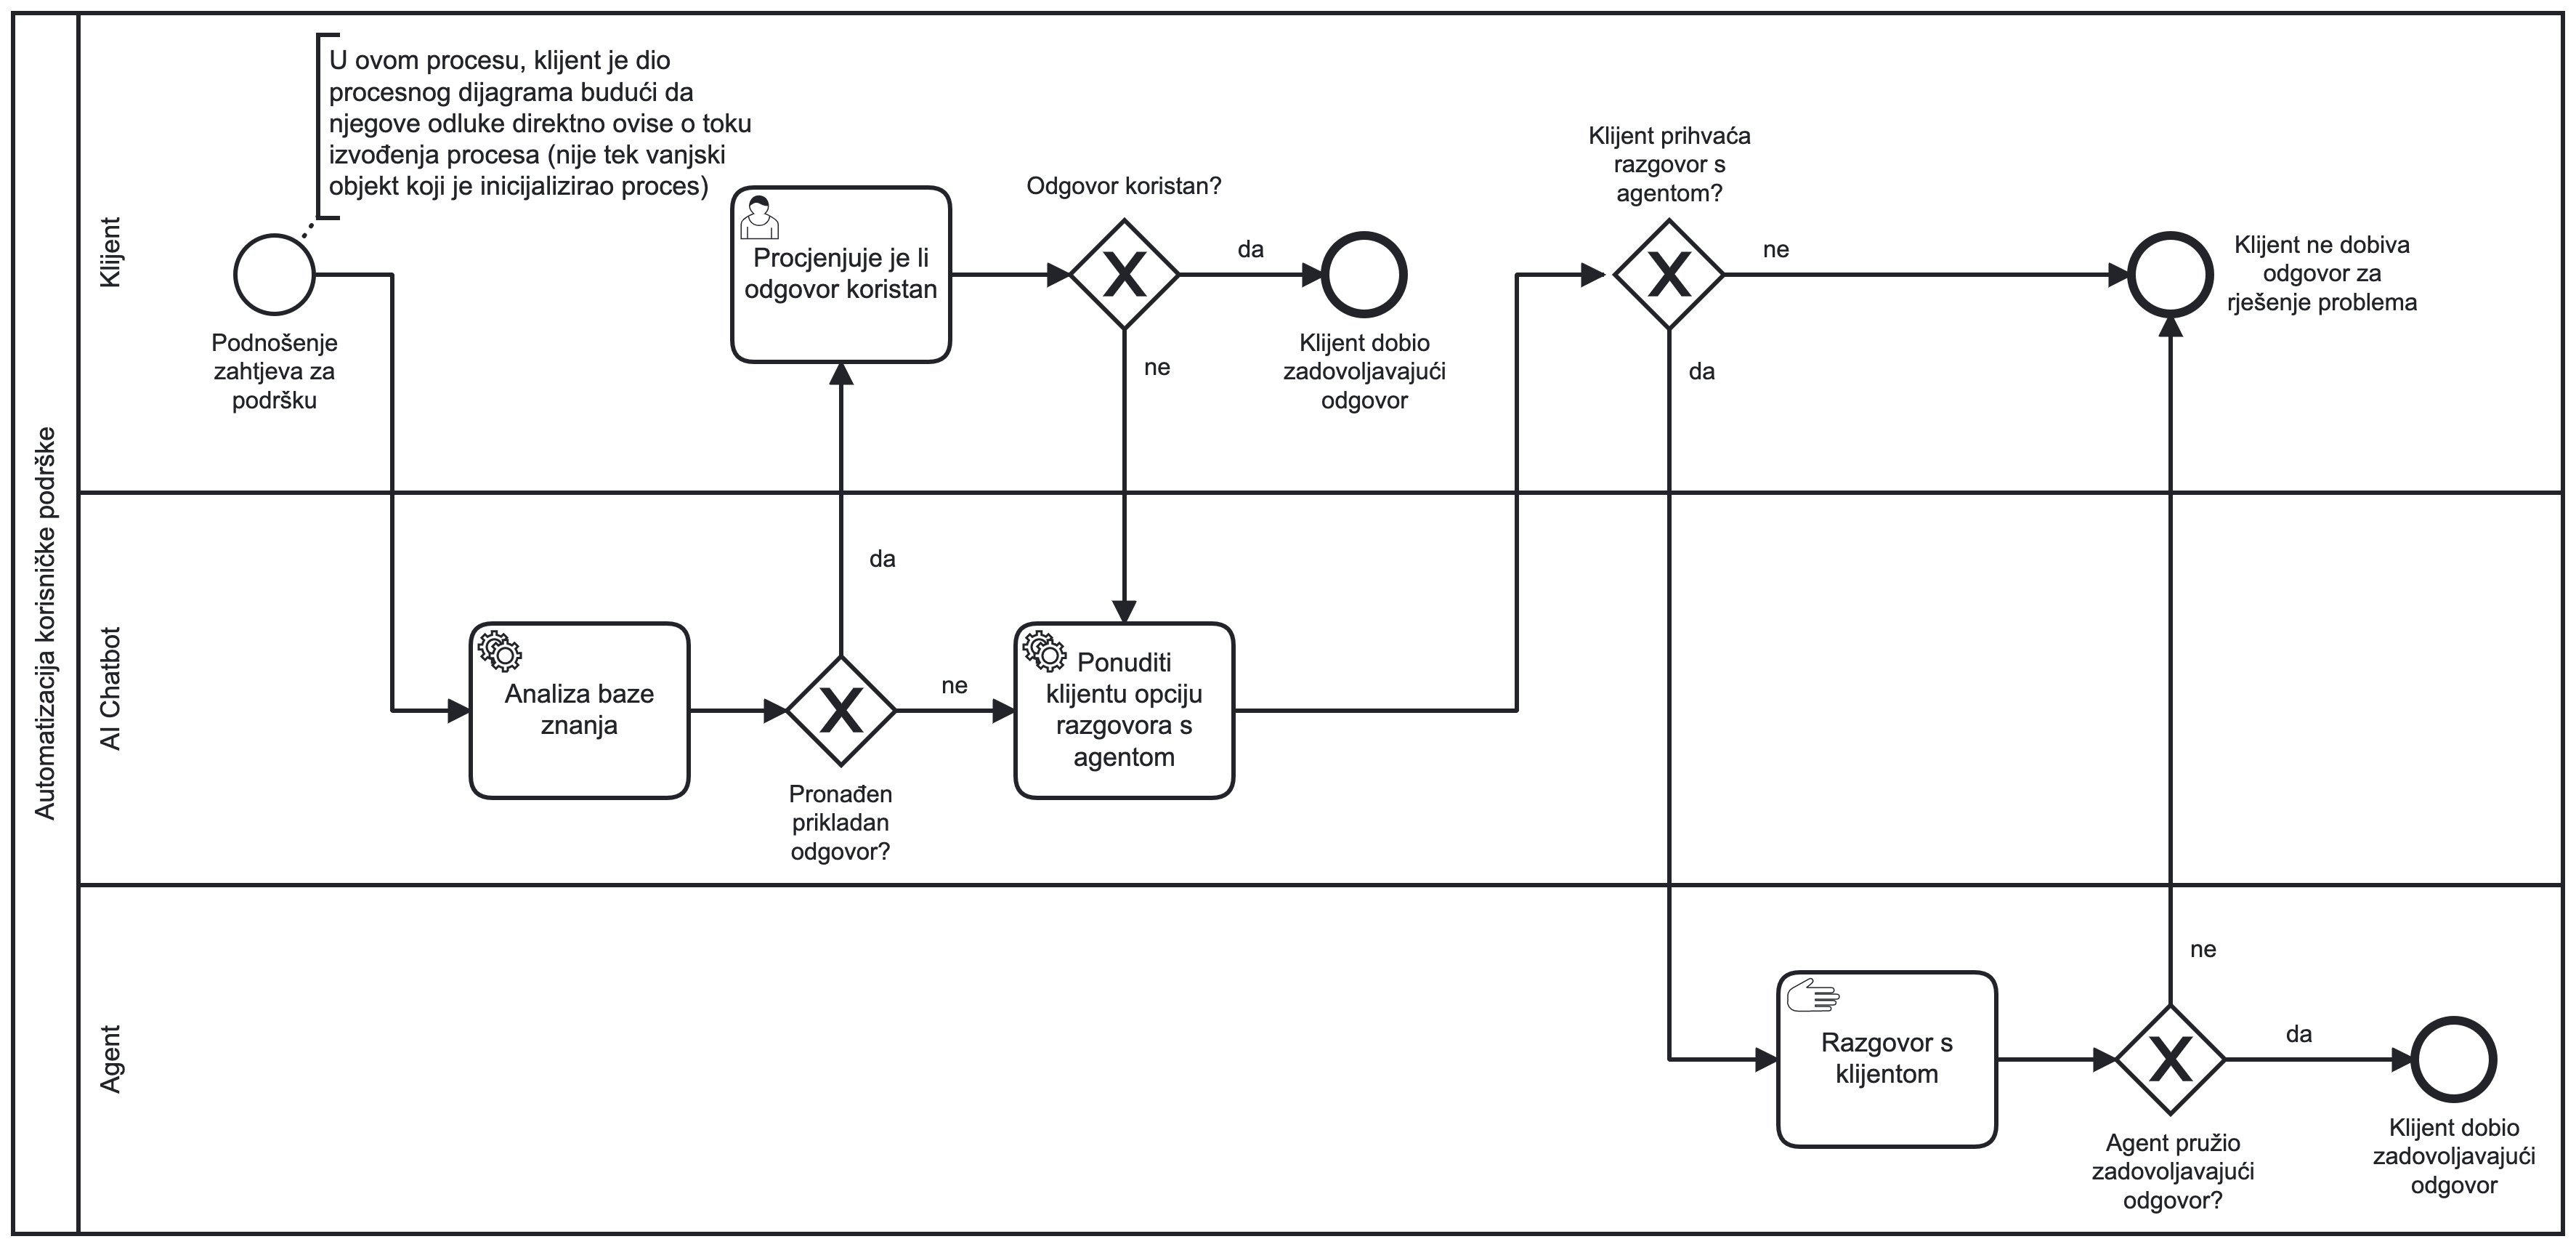 Automatizacija korisničke podrške
Klijent
U ovom procesu, klijent je dio
procesnog dijagrama budući da
njegove odluke direktno ovise o toku
izvođenja procesa (nije tek vanjski
objekt koji je inicijalizirao proces)
Podnošenje
zahtjeva za
podršku
Procjenjuje je li
odgovor koristan
Odgovor koristan?
da
ne
Klijent dobio
zadovoljavajući
odgovor
Klijent prihvaća
razgovor s
agentom?
ne
da
Klijent ne dobiva
odgovor za
rješenje problema
AI Chatbot
Analiza baze
znanja
da
ne
Pronađen
prikladan
odgovor?
Ponuditi
klijentu opciju
razgovora s
agentom
Agent
Razgovor s
klijentom
ne
da
Agent pružio
zadovoljavajući
odgovor?
Klijent dobio
zadovoljavajući
odgovor